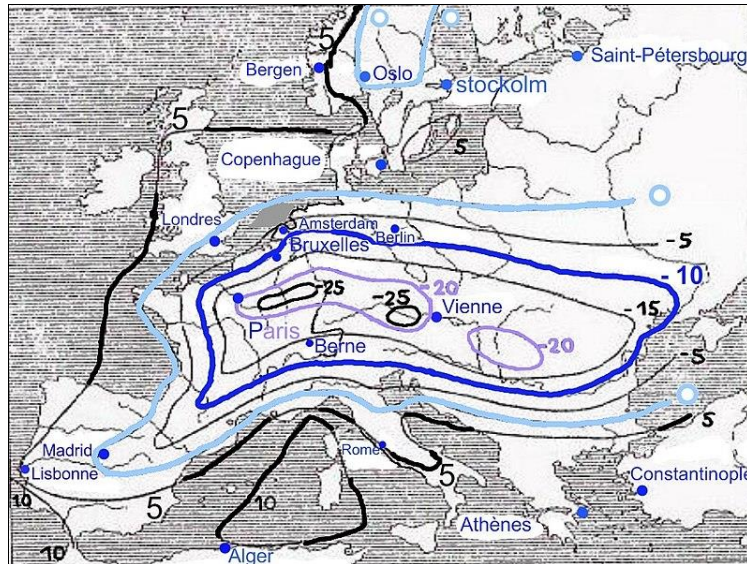 5
O
O
Bergen
Oslo
Saint-Pétersbourg
stockolm
5
Copenhague
5
O
Londres
Amsterdam
Berlin
-5
Bruxelles
-10
-25
-20
-25
-15
Vienne
Paris
Berne
-20
-5
O
5
Madrid
Rome
Lisbonne
5
5
10
10
Constantinople
Athènes
10
Alger